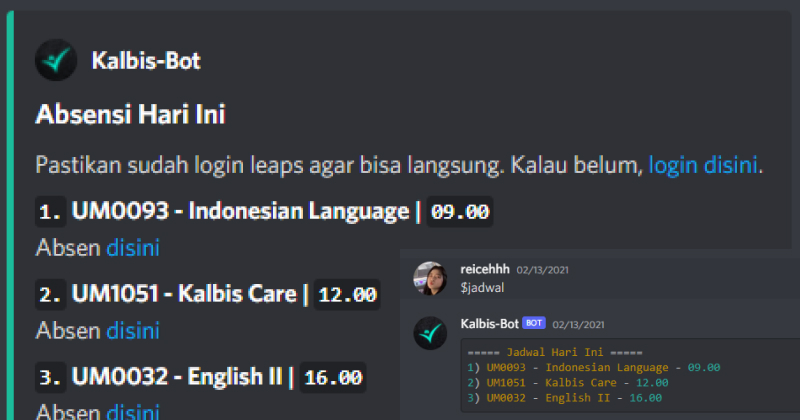 Kalbis-Bot
Absensi Hari Ini
Pastikan sudah login leaps agar bisa langsung. Kalau belum, login disini.
1. UM0093 - Indonesian Language | 09.00
Absen disini
2. UM1051 - Kalbis Care | 12.00
Absen disini
3. UM0032 - English II | 16.00
Absen disini
reicehhh 02/13/2021
$jadwal
Kalbis-Bot BOT 02/13/2021
===== Jadwal Hari Ini =====
1) UM0093 - Indonesian Language - 09.00
2) UM1051 - Kalbis Care - 12.00
3) UM0032 - English II - 16.00